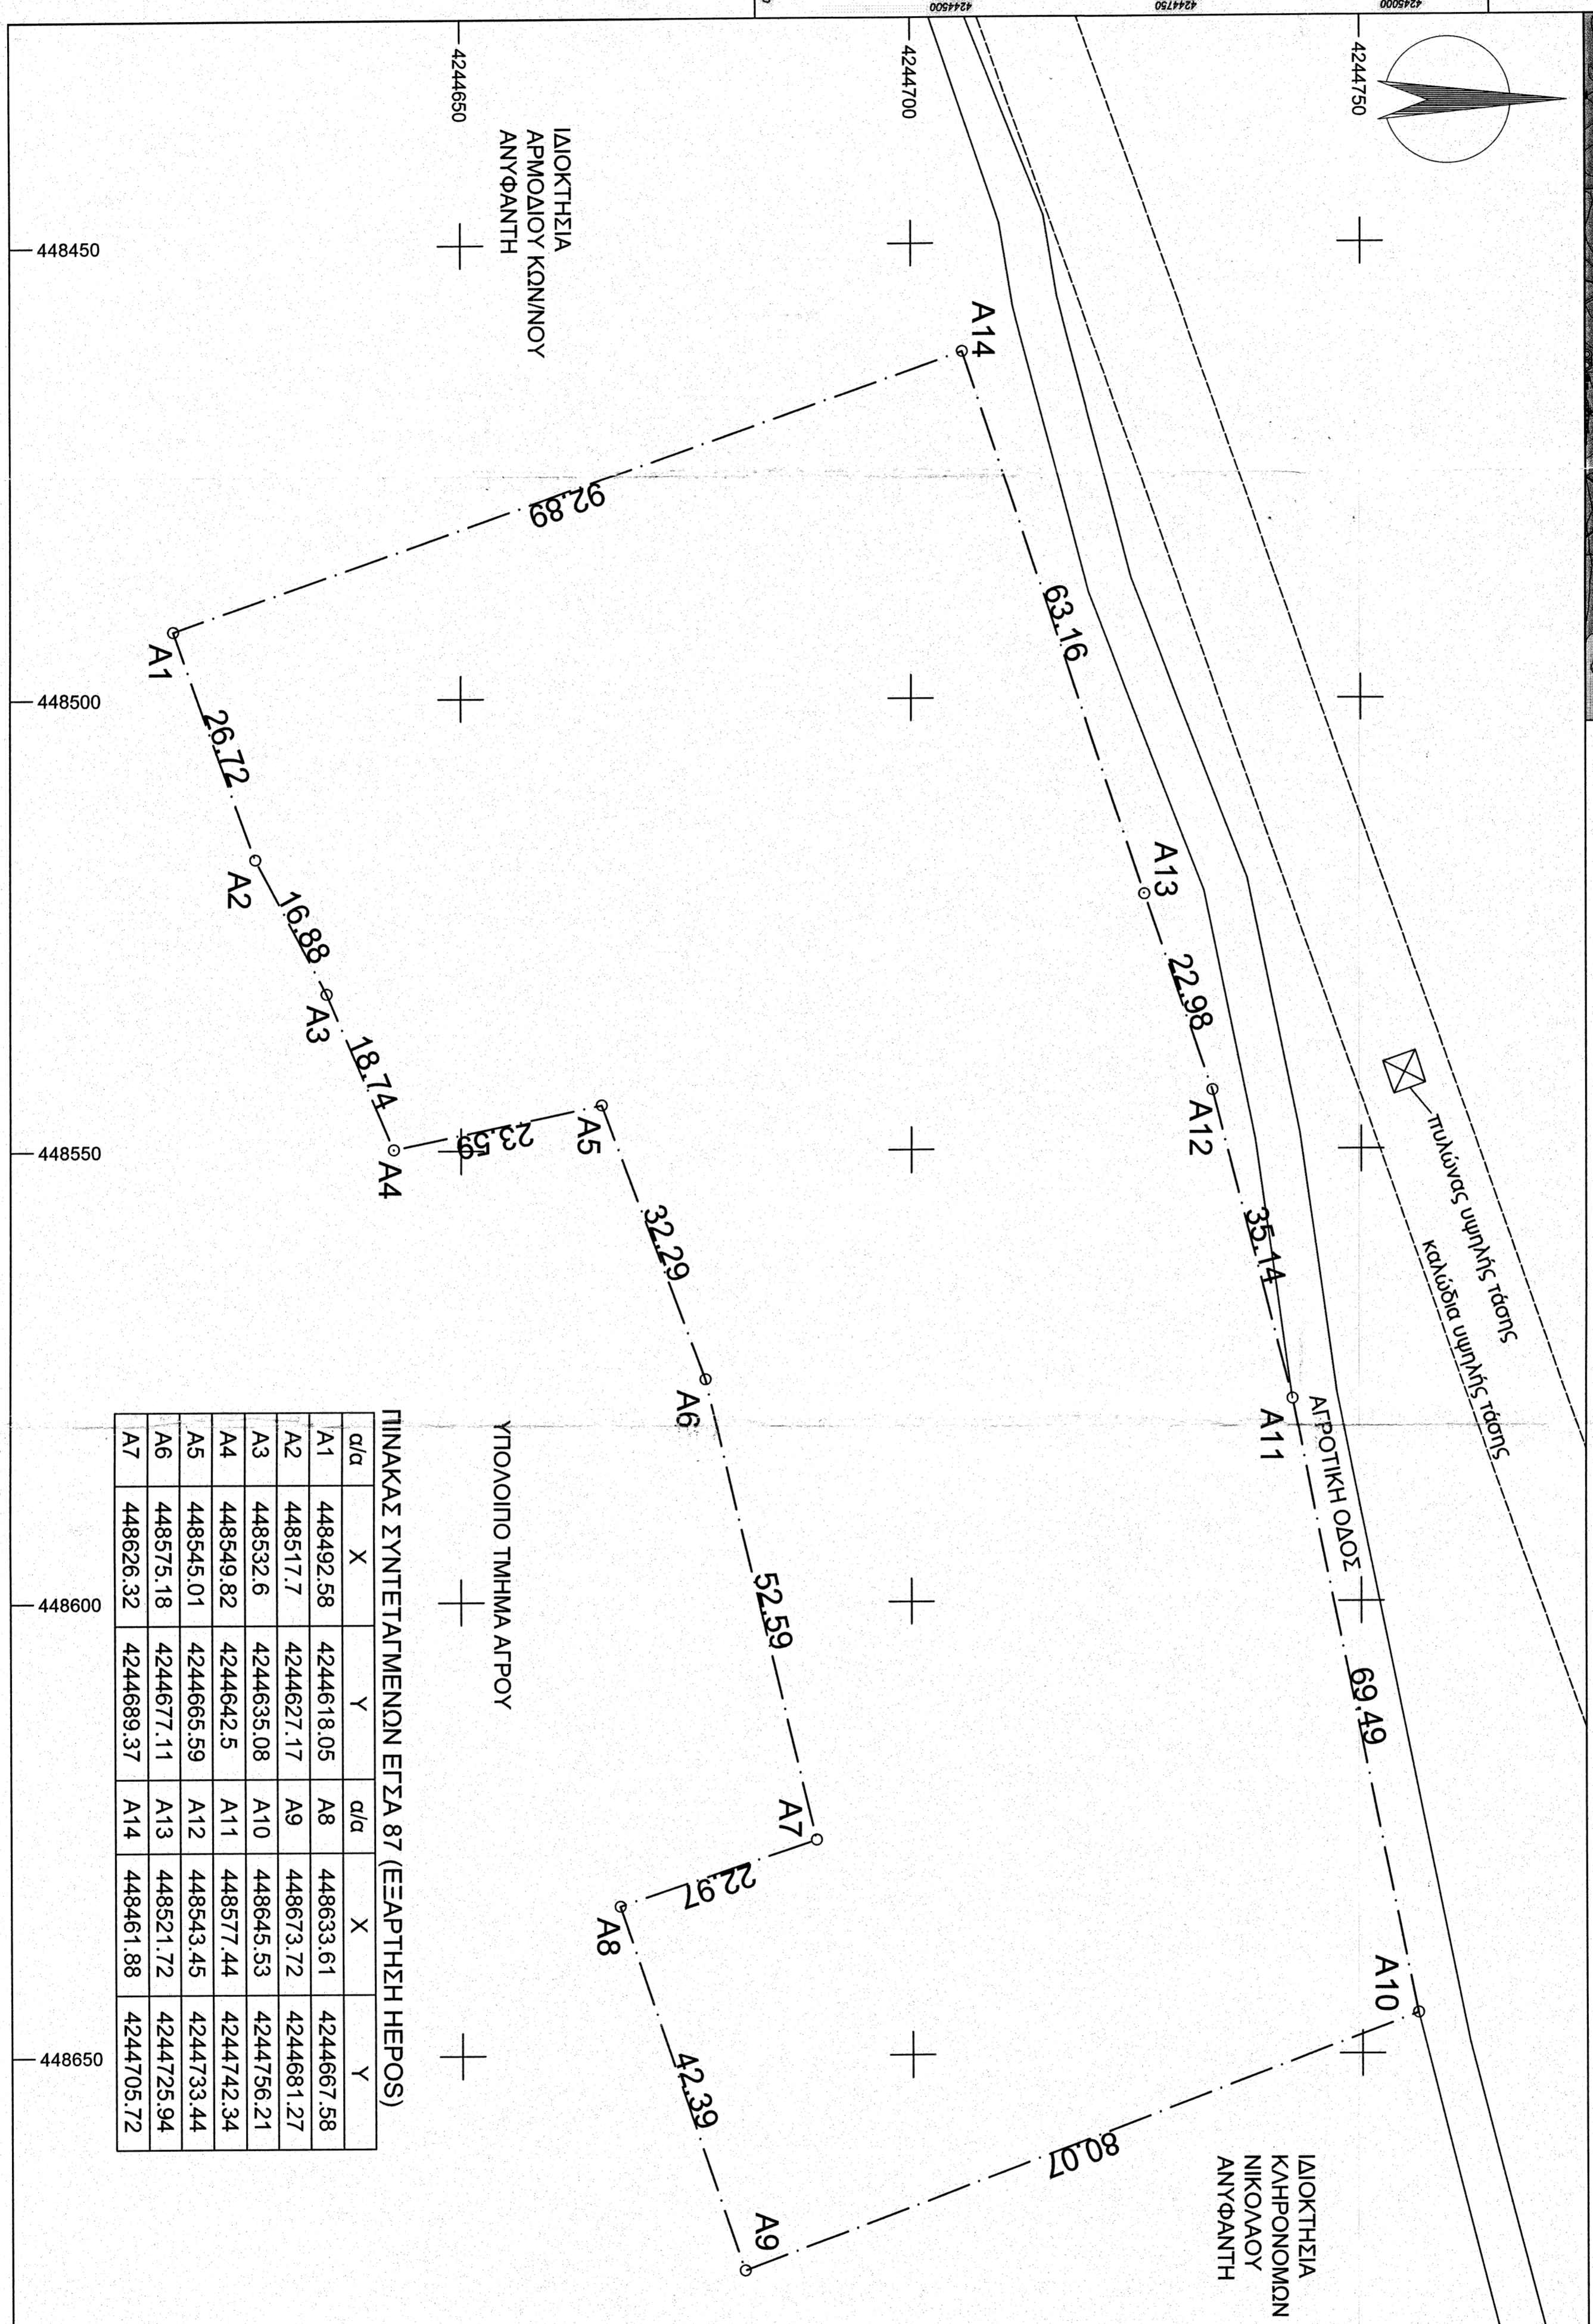 4244500
4244750
4245000
4244650
4244700
4244750
448450
448500
448550
448600
448650
ΙΔΙΟΚΤΗΣΙΑ
ΑΡΜΟΔΙΟΥ ΚΩΝ/ΝΟΥ
ΑΝΥΦΑΝΤΗ
A14
63.16
A13
22.98
A12
35.14
A11
69.49
A10
80.07
A9
42.39
A8
22.97
A7
52.59
A6
32.29
A5
23.59
A4
18.74
A3
16.88
A2
26.72
A1
92.89
πυλώνας υψηλής τάσης
καλώδια υψηλής τάσης
ΑΓΡΟΤΙΚΗ ΟΔΟΣ
ΥΠΟΛΟΙΠΟ ΤΜΗΜΑ ΑΓΡΟΥ
ΙΔΙΟΚΤΗΣΙΑ
ΚΛΗΡΟΝΟΜΩΝ
ΝΙΚΟΛΑΟΥ
ΑΝΥΦΑΝΤΗ
ΠΙΝΑΚΑΣ ΣΥΝΤΕΤΑΓΜΕΝΩΝ ΕΓΣΑ 87 (ΕΞΑΡΤΗΣΗ HEPOS)
α/α X Y α/α X Y
A1 448492.58 4244618.05 A8 448633.61 4244667.58
A2 448517.7 4244627.17 A9 448673.72 4244681.27
A3 448532.6 4244635.08 A10 448645.53 4244756.21
A4 448549.82 4244642.5 A11 448577.44 4244742.34
A5 448545.01 4244665.59 A12 448543.45 4244733.44
A6 448575.18 4244677.11 A13 448521.72 4244725.94
A7 448626.32 4244689.37 A14 448461.88 4244705.72